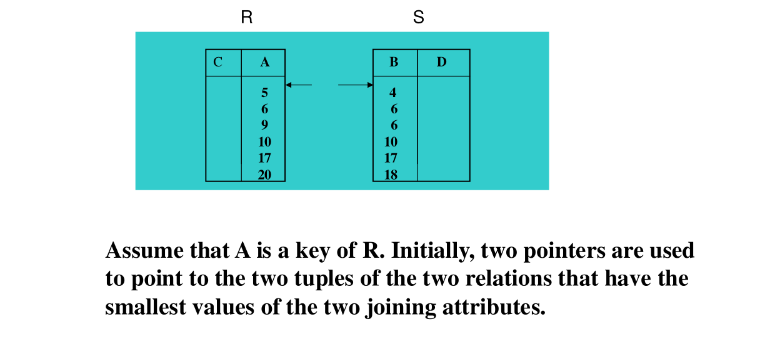 R S
C A B D
5 4
6 6
9 6
10 10
17 17
20 18
Assume that A is a key of R. Initially, two pointers are used
to point to the two tuples of the two relations that have the
smallest values of the two joining attributes.